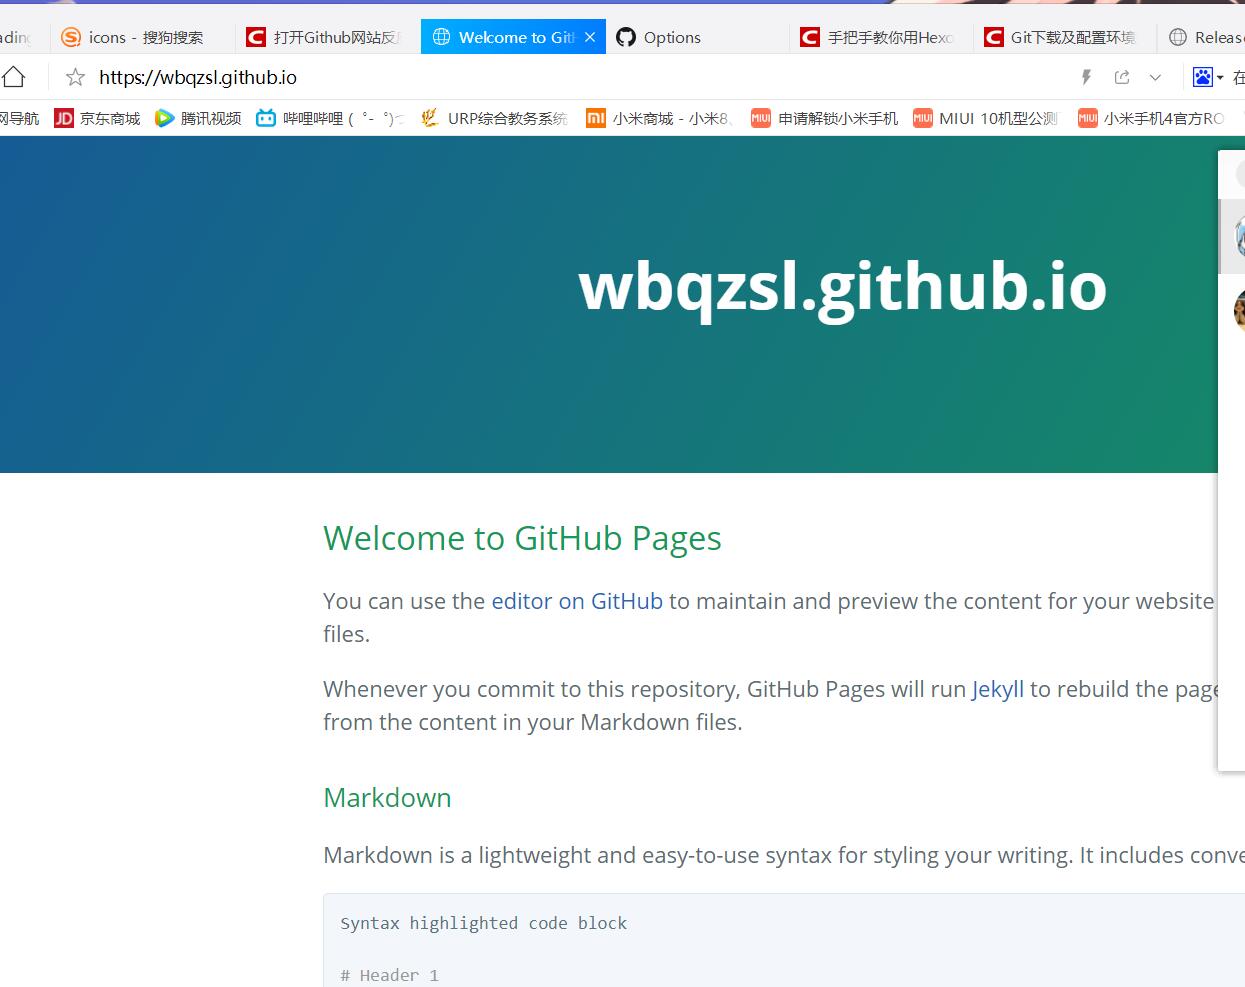 icons - 搜狗搜索
打开Github网站反
Welcome to Git
Options
手把手教你用Hexo
Git下载及配置环境
Releas
https://wbqzsl.github.io
在
网导航
JD 京东商城
腾讯视频
哔哩哔哩 ( ゜- ゜)つ
URP综合教务系统
mi 小米商城 - 小米8、
MIUI 申请解锁小米手机
MIUI MIUI 10机型公测
MIUI 小米手机4官方RO
wbqzsl.github.io
Welcome to GitHub Pages
You can use the editor on GitHub to maintain and preview the content for your website
files.
Whenever you commit to this repository, GitHub Pages will run Jekyll to rebuild the page
from the content in your Markdown files.
Markdown
Markdown is a lightweight and easy-to-use syntax for styling your writing. It includes conve
Syntax highlighted code block
# Header 1